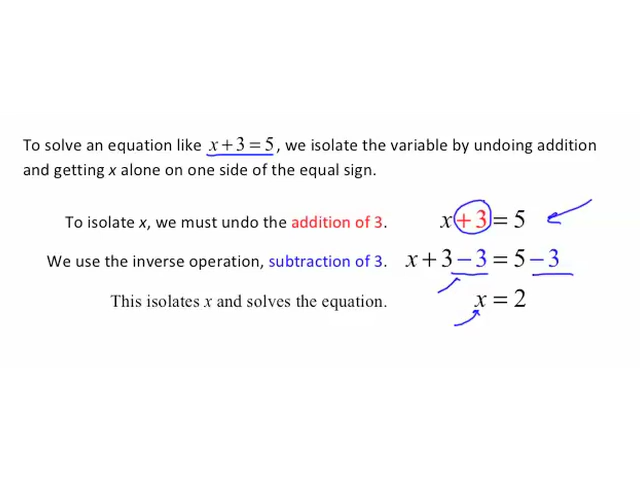 To solve an equation like x + 3 = 5, we isolate the variable by undoing addition
and getting x alone on one side of the equal sign.
To isolate x, we must undo the addition of 3. x + 3 = 5
We use the inverse operation, subtraction of 3. x + 3 − 3 = 5 − 3
This isolates x and solves the equation. x = 2